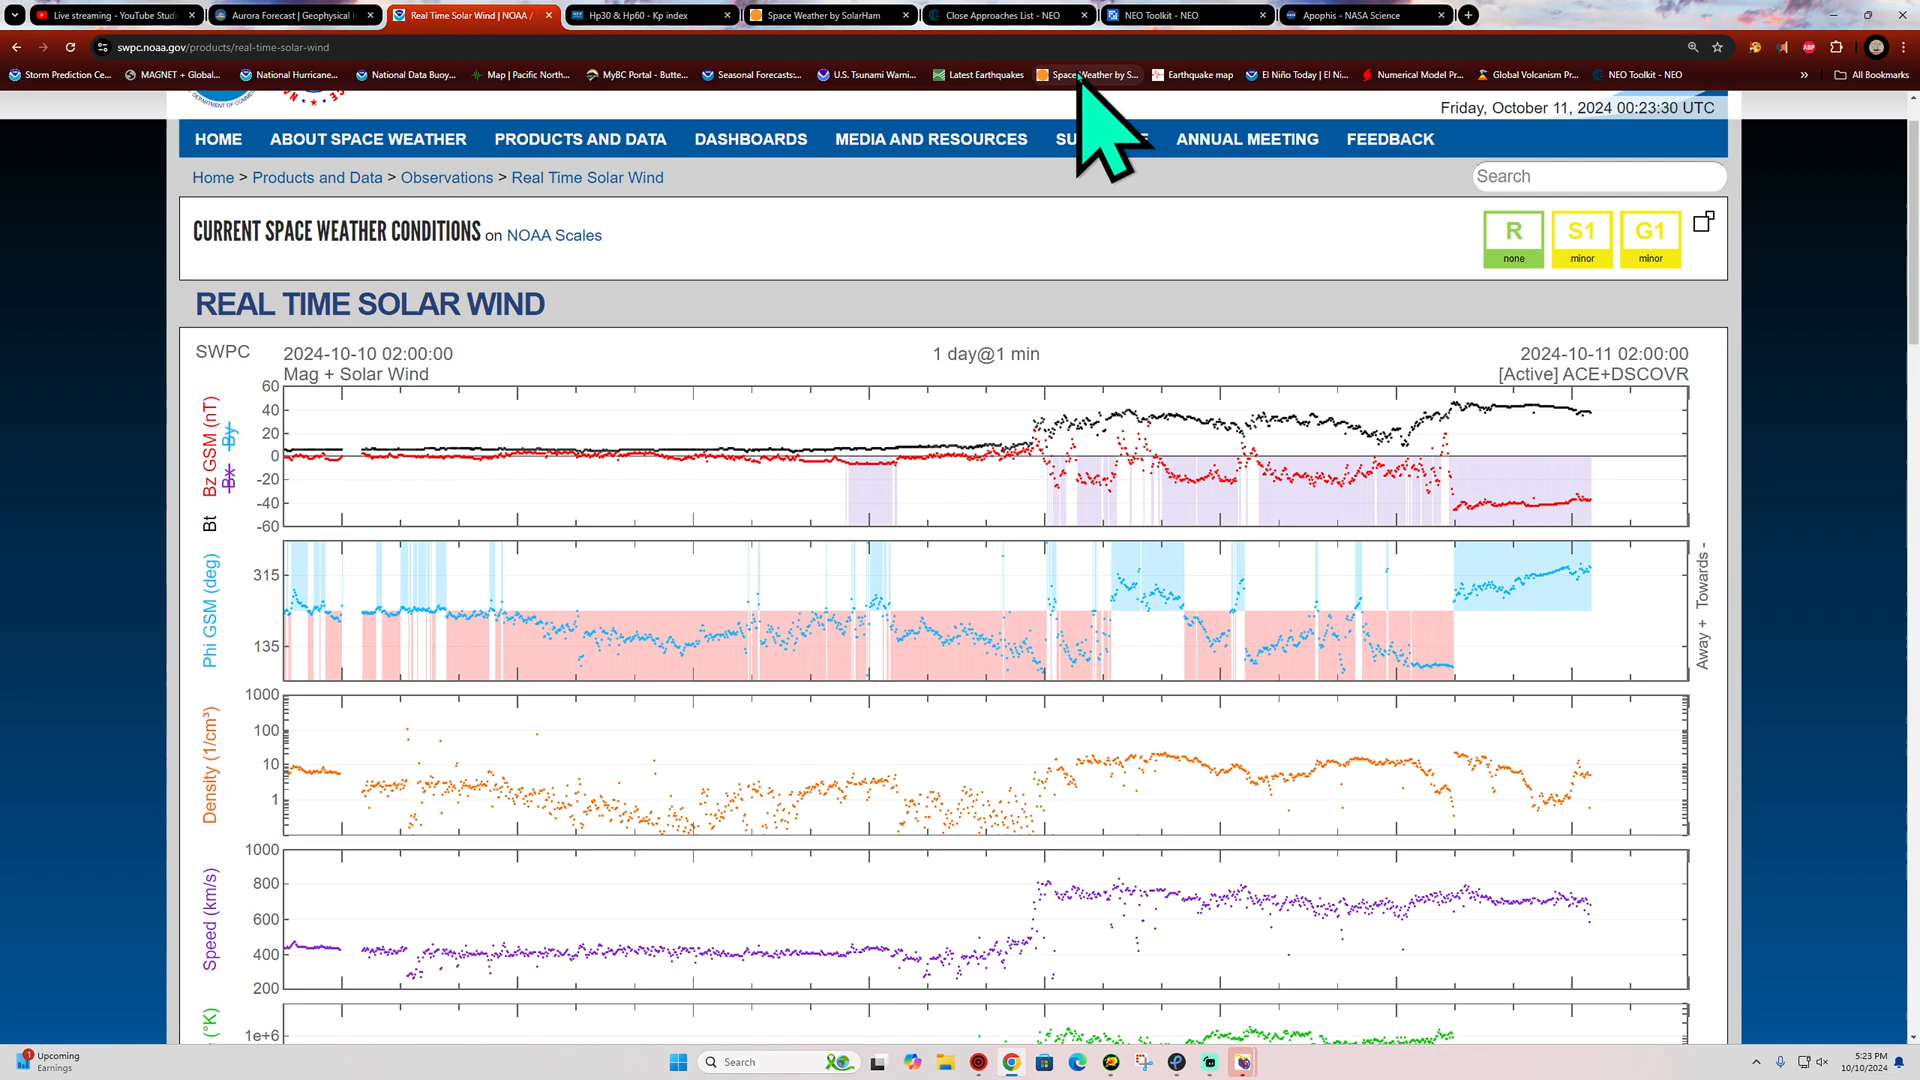 Live streaming - YouTube Studi
Aurora Forecast | Geophysical I
Real Time Solar Wind | NOAA /
Hp30 & Hp60 - Kp index
Space Weather by SolarHam
Close Approaches List - NEO
NEO Toolkit - NEO
Apophis - NASA Science
swpc.noaa.gov/products/real-time-solar-wind
Storm Prediction Ce...
MAGNET + Global...
National Hurricane...
National Data Buoy...
Map | Pacific North...
MyBC Portal - Butte...
Seasonal Forecasts:...
U.S. Tsunami Warni...
Latest Earthquakes
Space Weather by S...
Earthquake map
El Niño Today | El Ni...
Numerical Model Pr...
Global Volcanism Pr...
NEO Toolkit - NEO
All Bookmarks
Friday, October 11, 2024 00:23:30 UTC
HOME ABOUT SPACE WEATHER PRODUCTS AND DATA DASHBOARDS MEDIA AND RESOURCES ANNUAL MEETING FEEDBACK
Home > Products and Data > Observations > Real Time Solar Wind
Search
CURRENT SPACE WEATHER CONDITIONS on NOAA Scales
R none
S1 minor
G1 minor
REAL TIME SOLAR WIND
SWPC
2024-10-10 02:00:00
1 day@1 min
2024-10-11 02:00:00
Mag + Solar Wind
[Active] ACE+DSCOVR
Bt Bz GSM (nT)
Bx By
60
40
20
0
-20
-40
-60
Phi GSM (deg)
315
135
Away + Towards -
Density (1/cm³)
1000
100
10
1
Speed (km/s)
1000
800
600
400
200
(°K)
1e+6
1
Upcoming
Earnings
Search
5:23 PM
10/10/2024